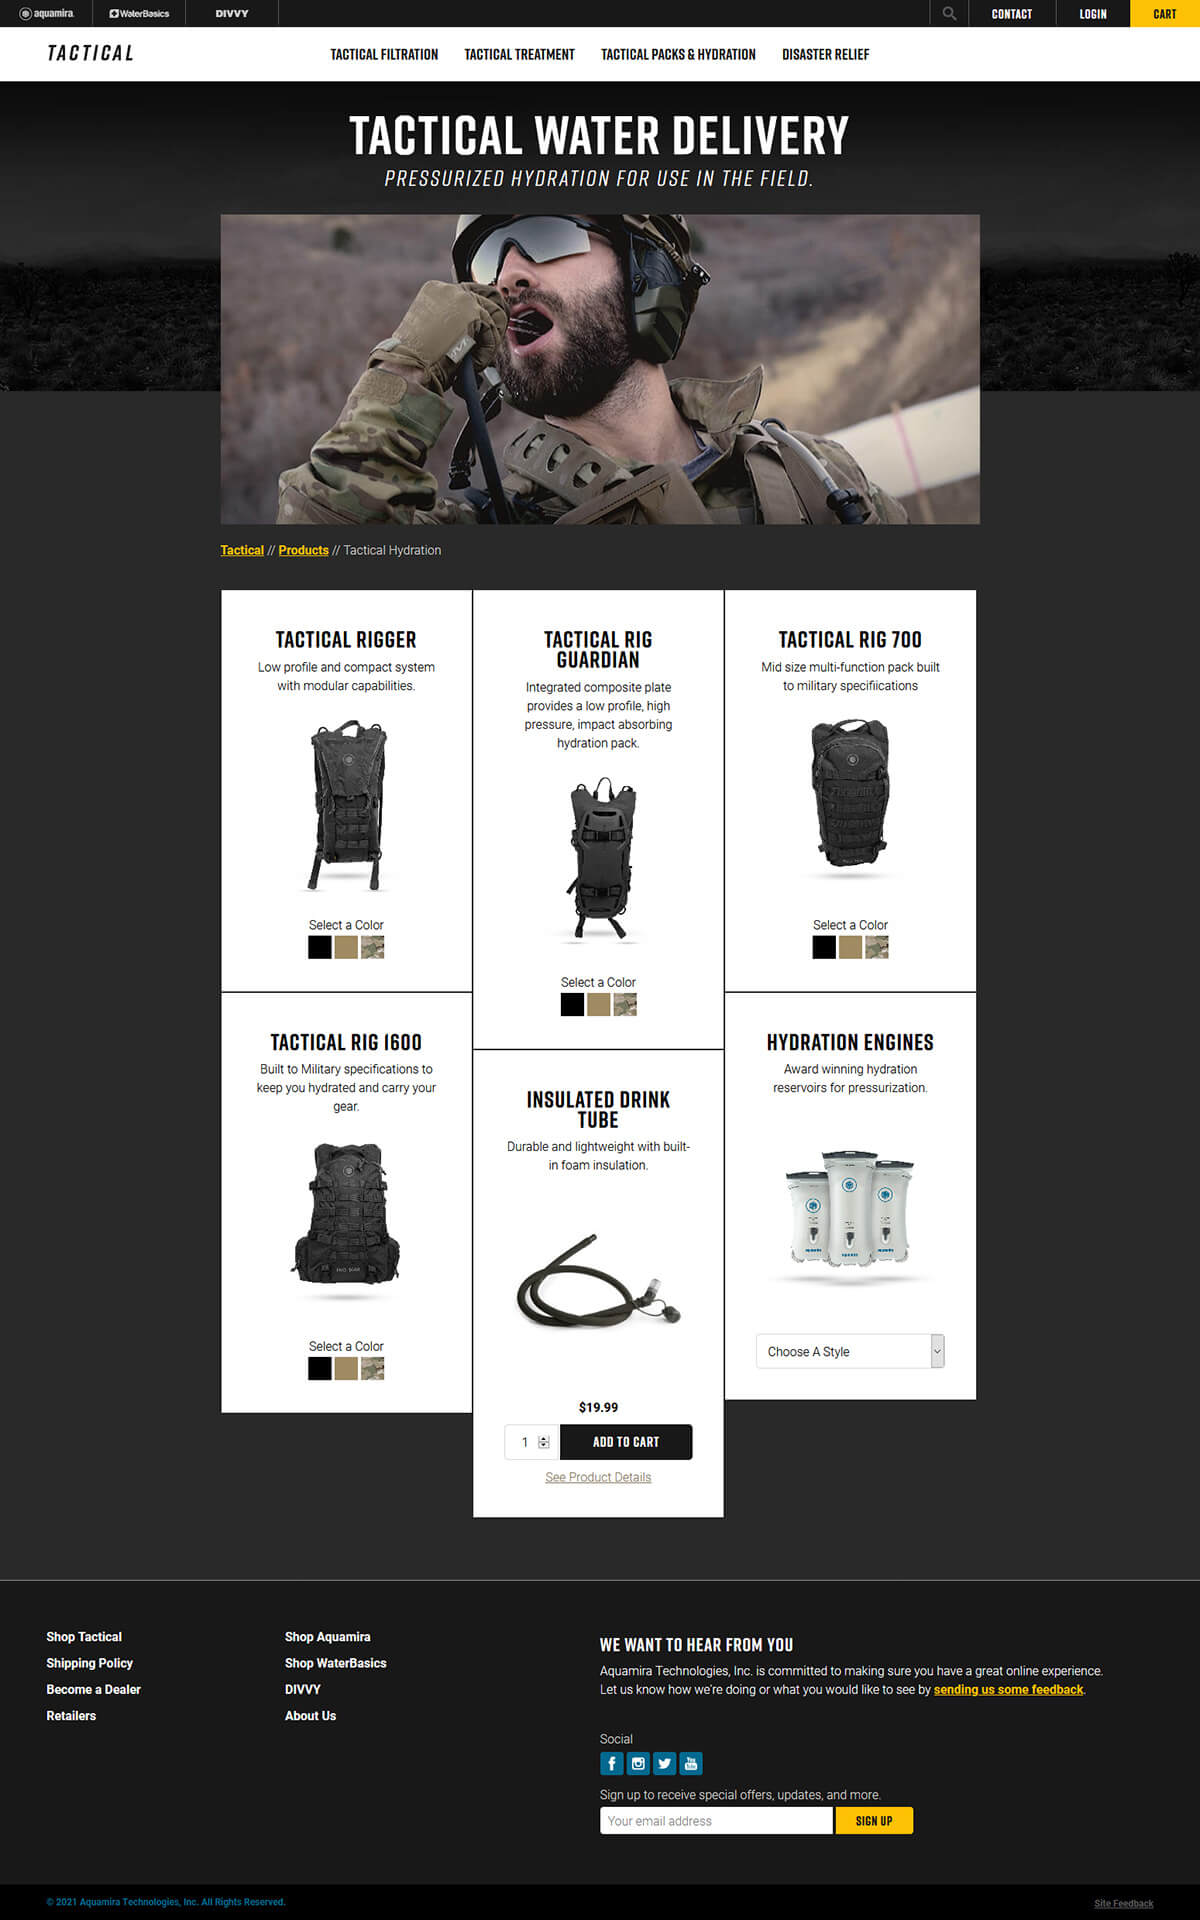 aquamira
WaterBasics
DIVVY
CONTACT
LOGIN
CART
TACTICAL
TACTICAL FILTRATION
TACTICAL TREATMENT
TACTICAL PACKS & HYDRATION
DISASTER RELIEF
TACTICAL WATER DELIVERY
PRESSURIZED HYDRATION FOR USE IN THE FIELD.
Tactical // Products // Tactical Hydration
TACTICAL RIGGER
Low profile and compact system
with modular capabilities.
Select a Color
TACTICAL RIG
GUARDIAN
Integrated composite plate
provides a low profile, high
pressure, impact absorbing
hydration pack.
Select a Color
TACTICAL RIG 700
Mid size multi-function pack built
to military specifiications
Select a Color
TACTICAL RIG 1600
Built to Military specifications to
keep you hydrated and carry your
gear.
Select a Color
INSULATED DRINK
TUBE
Durable and lightweight with built-
in foam insulation.
$19.99
1
ADD TO CART
See Product Details
HYDRATION ENGINES
Award winning hydration
reservoirs for pressurization.
Choose A Style
Shop Tactical
Shipping Policy
Become a Dealer
Retailers
Shop Aquamira
Shop WaterBasics
DIVVY
About Us
WE WANT TO HEAR FROM YOU
Aquamira Technologies, Inc. is committed to making sure you have a great online experience.
Let us know how we're doing or what you would like to see by sending us some feedback.
Social
Sign up to receive special offers, updates, and more.
Your email address
SIGN UP
© 2021 Aquamira Technologies, Inc. All Rights Reserved.
Site Feedback